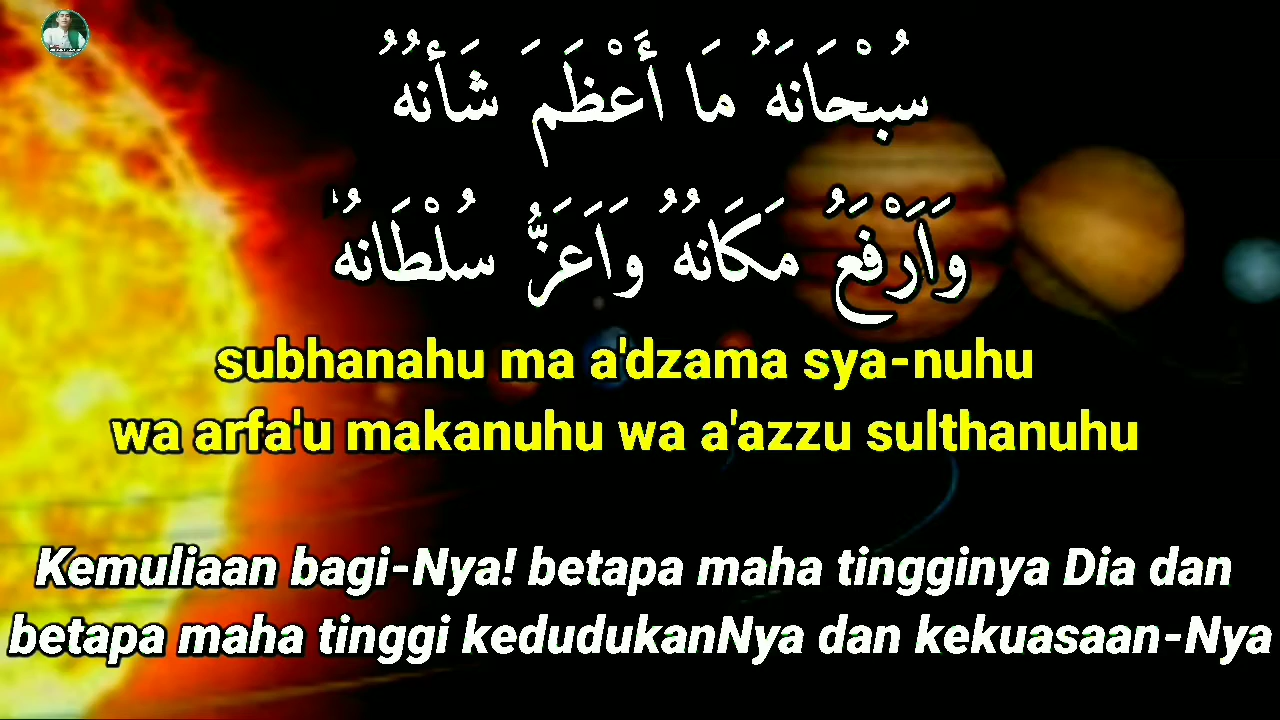 سُبْحَانَهُ مَا أَعْظَمَ شَأْنُهُ
وَاَرْفَعُ مَكَانُهُ وَاَعَزُّ سُلْطَانُهُ
subhanahu ma a'dzama sya-nuhu
wa arfa'u makanuhu wa a'azzu sulthanuhu
Kemuliaan bagi-Nya! betapa maha tingginya Dia dan
betapa maha tinggi kedudukanNya dan kekuasaan-Nya